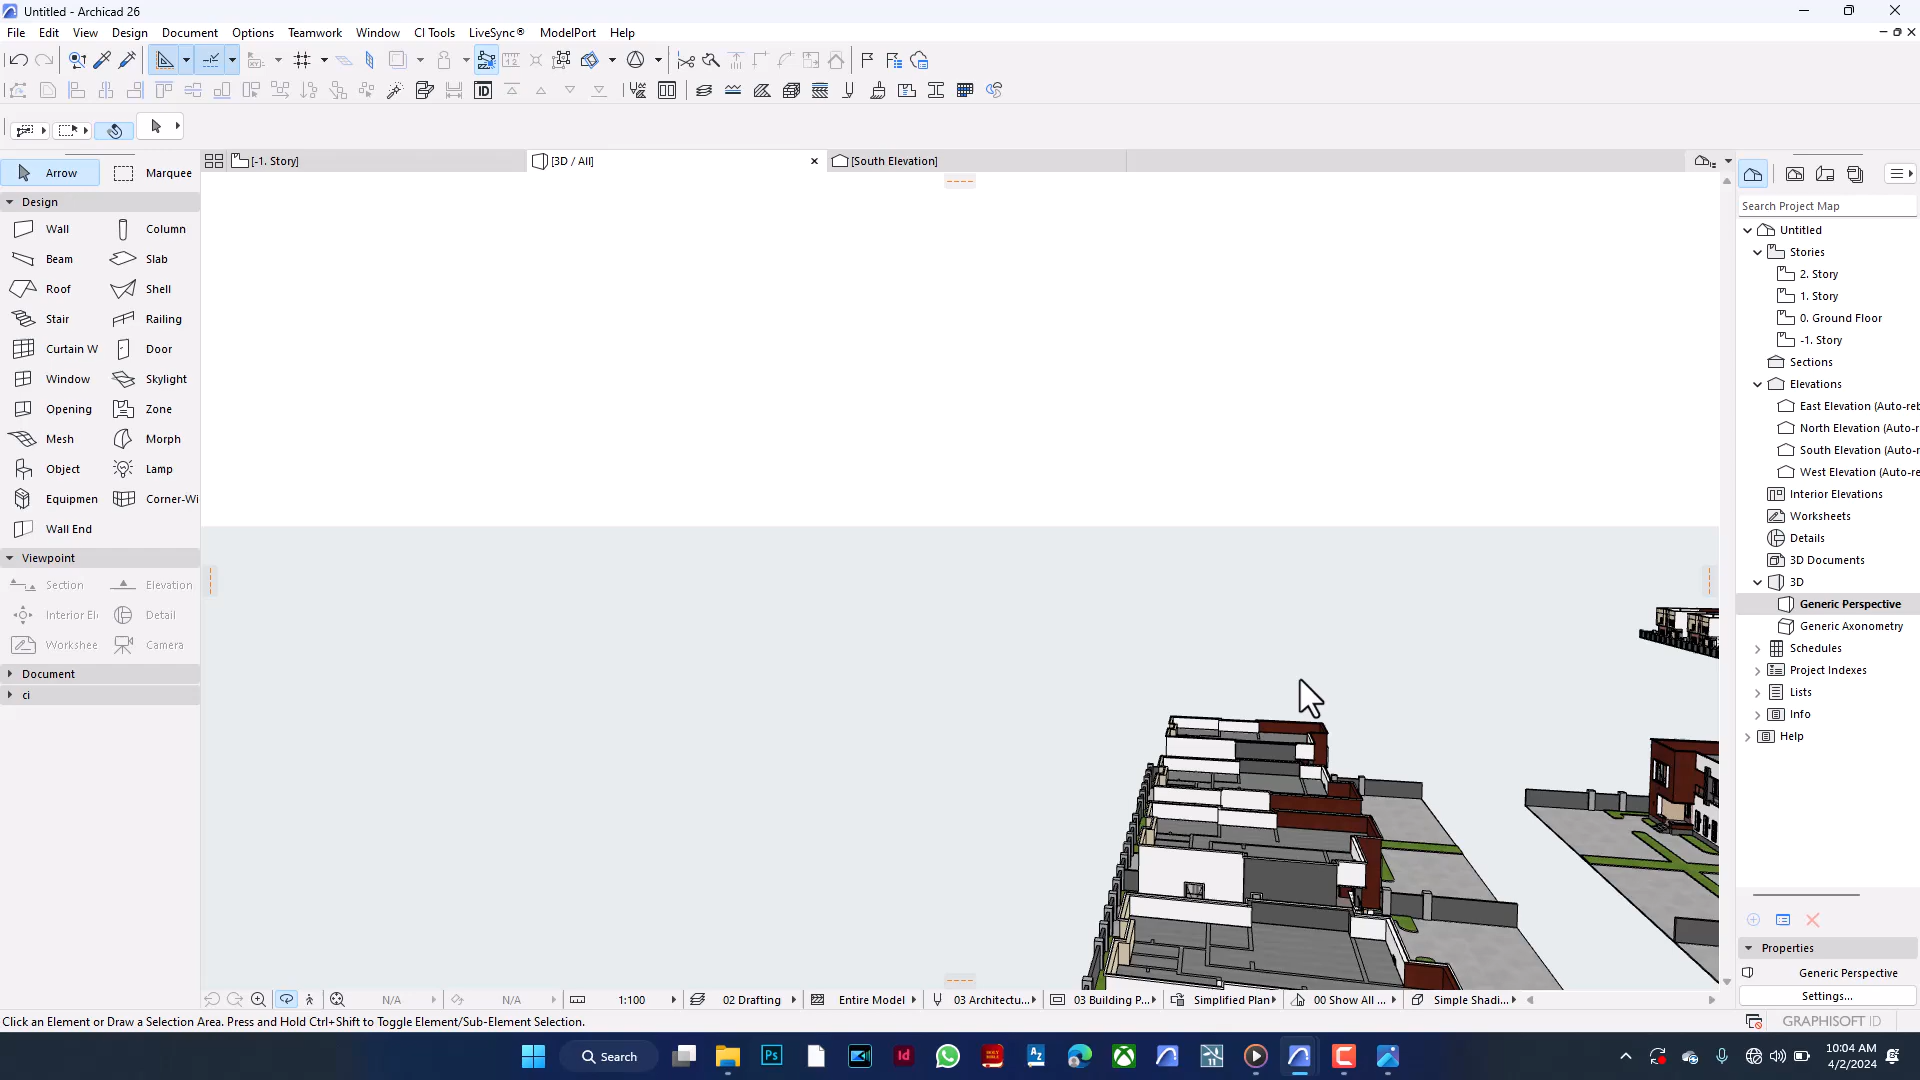 Untitled - Archicad 26
File Edit View Design Document Options Teamwork Window CI Tools LiveSync® ModelPort Help
[-1. Story]
[3D / All]
[South Elevation]
Arrow
Marquee
Design
Wall
Column
Beam
Slab
Roof
Shell
Stair
Railing
Curtain W
Door
Window
Skylight
Opening
Zone
Mesh
Morph
Object
Lamp
Equipmen
Corner-Wi
Wall End
Viewpoint
Section
Elevation
Interior El
Detail
Workshee
Camera
Document
ci
Search Project Map
Untitled
Stories
2. Story
1. Story
0. Ground Floor
-1. Story
Sections
Elevations
East Elevation (Auto-reb
North Elevation (Auto-r
South Elevation (Auto-r
West Elevation (Auto-re
Interior Elevations
Worksheets
Details
3D Documents
3D
Generic Perspective
Generic Axonometry
Schedules
Project Indexes
Lists
Info
Help
Properties
Generic Perspective
Settings...
N/A
N/A
1:100
02 Drafting
Entire Model
03 Architectu...
03 Building P...
Simplified Plan
00 Show All ...
Simple Shadi...
Click an Element or Draw a Selection Area. Press and Hold Ctrl+Shift to Toggle Element/Sub-Element Selection.
GRAPHISOFT ID
Search
10:04 AM
4/2/2024